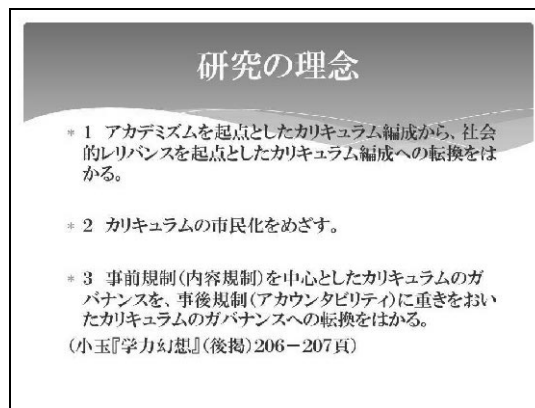 研究の理念
* 1 アカデミズムを起点としたカリキュラム編成から、社会
的レリバンスを起点としたカリキュラム編成への転換をは
かる。
* 2 カリキュラムの市民化をめざす。
* 3 事前規制(内容規制)を中心としたカリキュラムのガ
バナンスを、事後規制(アカウンタビリティ)に重きをおい
たカリキュラムのガバナンスへの転換をはかる。
(小玉『学力幻想』(後掲)206－207頁)